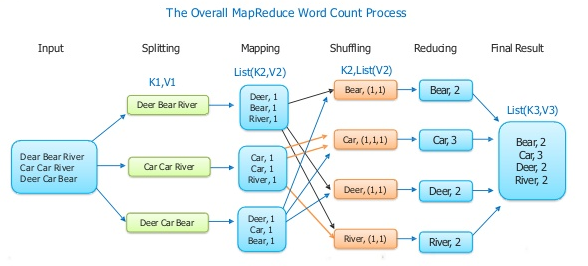 The Overall MapReduce Word Count Process
Input
Splitting
Mapping
Shuffling
Reducing
Final Result
K1,V1
List(K2,V2)
K2,List(V2)
List(K3,V3)
Dear Bear River
Car Car River
Deer Car Bear
Deer Bear River
Car Car River
Deer Car Bear
Deer, 1
Bear, 1
River, 1
Car, 1
Car, 1
River, 1
Deer, 1
Car, 1
Bear, 1
Bear, (1,1)
Car, (1,1,1)
Deer, (1,1)
River, (1,1)
Bear, 2
Car, 3
Deer, 2
River, 2
Bear, 2
Car, 3
Deer, 2
River, 2